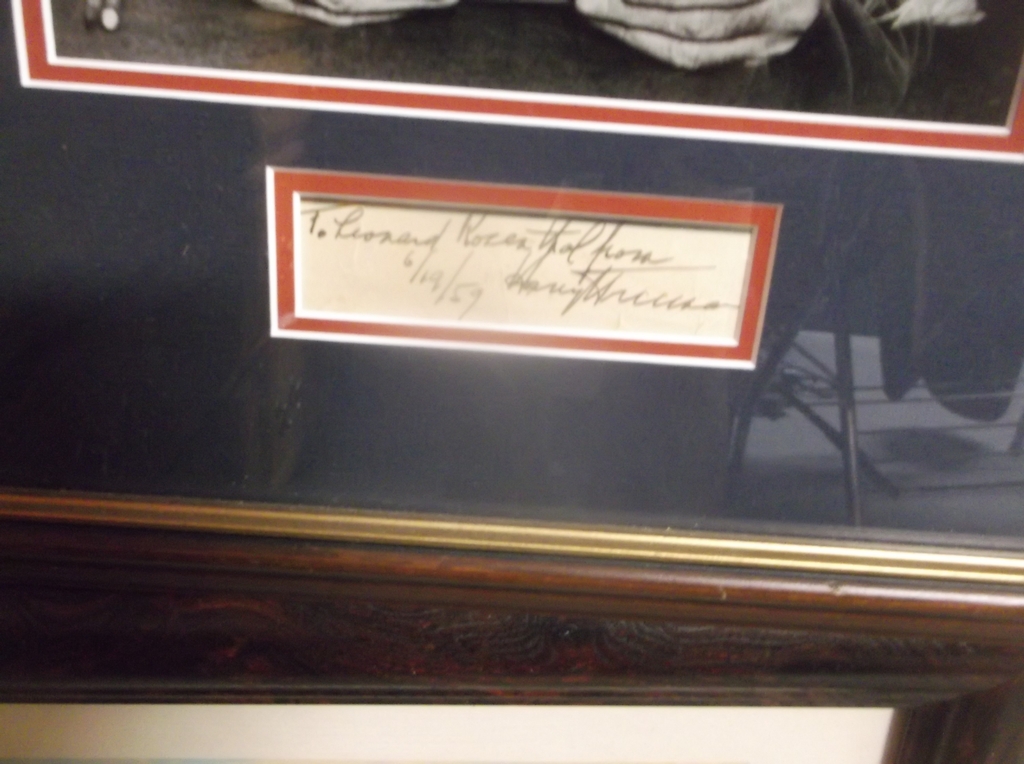 To Leonard Rosenthal from
6/19/59 Harry Truman